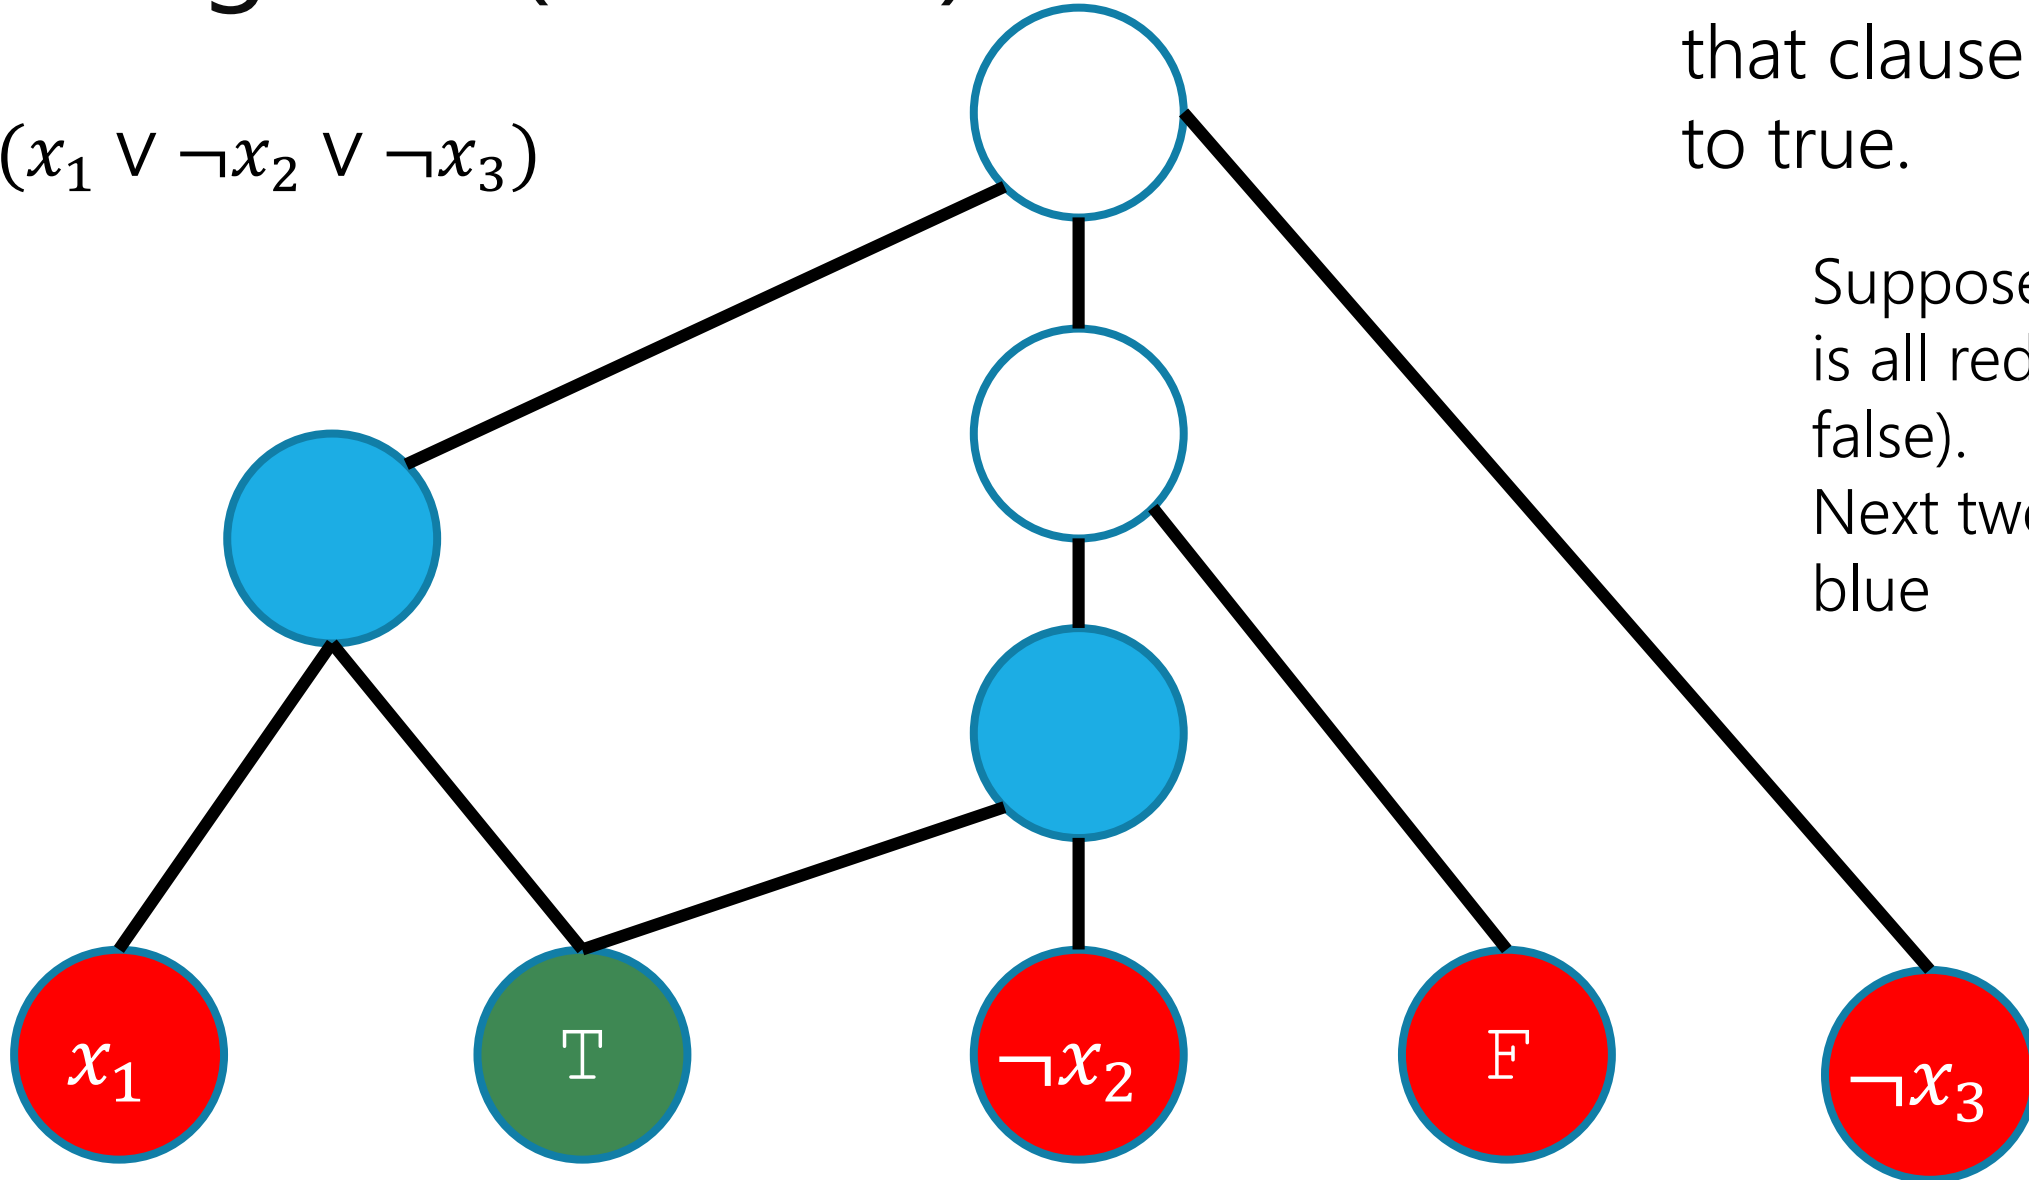 (x₁ ∨ ¬x₂ ∨ ¬x₃)
that clause
to true.
Suppose
is all red
false).
Next two
blue
x₁
T
¬x₂
F
¬x₃